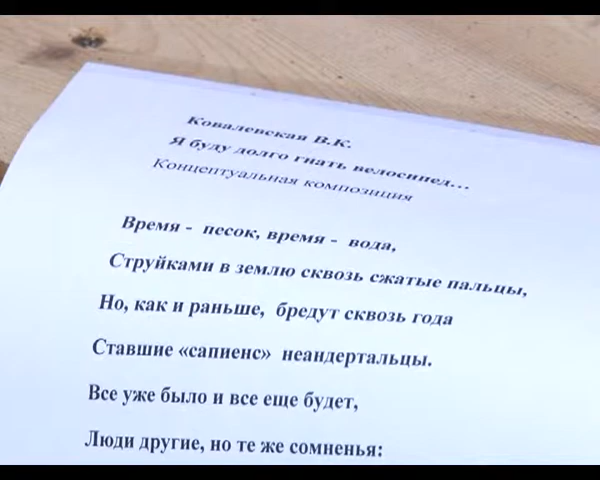 Ковалевская В.К.
Я буду долго гнать велосипед...
Концептуальная композиция
Время - песок, время - вода,
Струйками в землю сквозь сжатые пальцы,
Но, как и раньше, бредут сквозь года
Ставшие «сапиенс» неандертальцы.
Все уже было и все еще будет,
Люди другие, но те же сомненья: